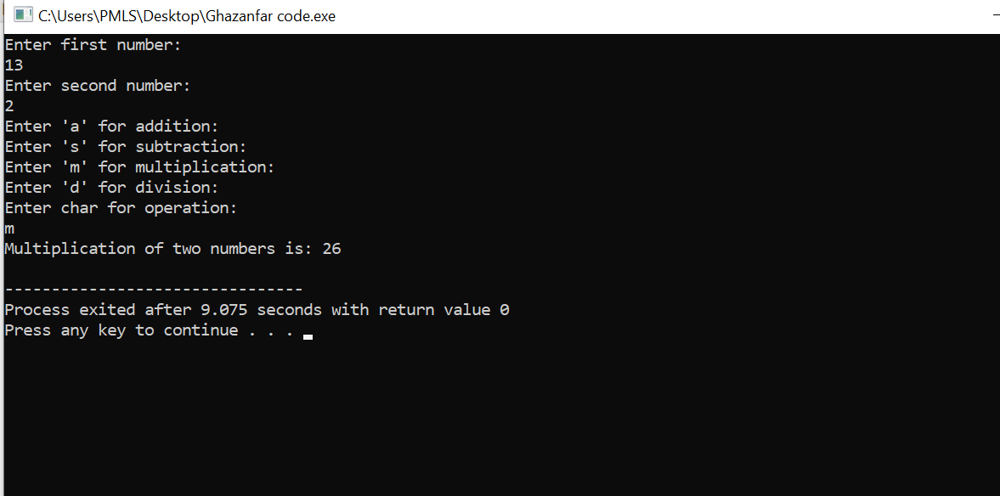 C:\Users\PMLS\Desktop\Ghazanfar code.exe
Enter first number:
13
Enter second number:
2
Enter 'a' for addition:
Enter 's' for subtraction:
Enter 'm' for multiplication:
Enter 'd' for division:
Enter char for operation:
m
Multiplication of two numbers is: 26
--------------------------------
Process exited after 9.075 seconds with return value 0
Press any key to continue . . .